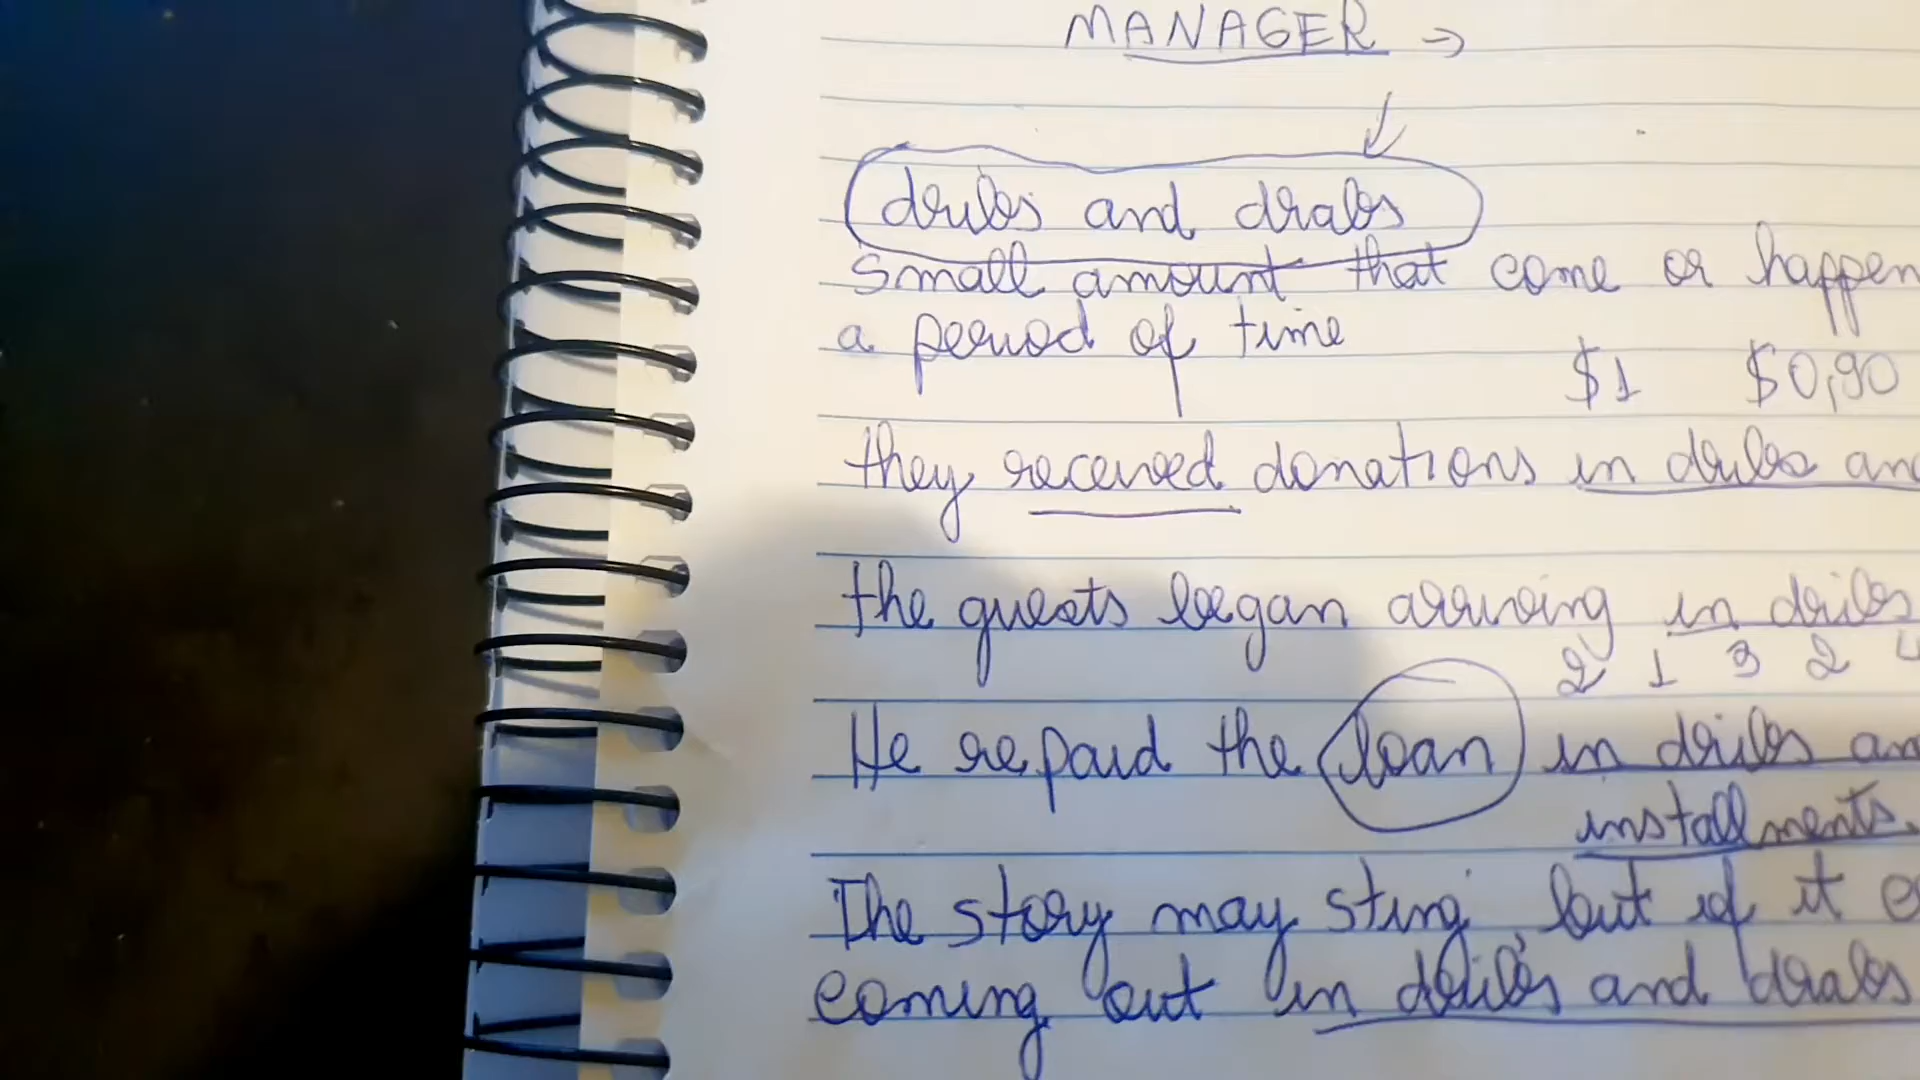 MANAGER →
dribs and drabs
small amount that come or happen
a period of time
$1 $0,90
they received donations in dribs and
the guests began arriving in dribs
2 1 3 2 4
He repaid the loan in dribs an
installments.
The story may sting, but if it
coming out in dribs and drabs